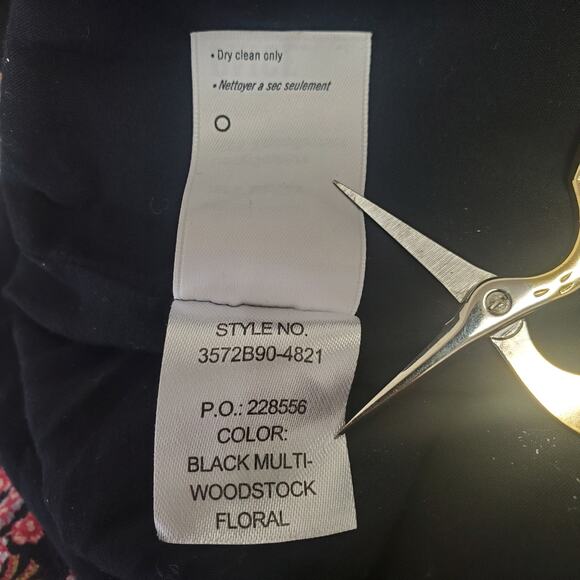 • Dry clean only
• Nettoyer a sec seulement
STYLE NO.
3572B90-4821
P.O.: 228556
COLOR:
BLACK MULTI-
WOODSTOCK
FLORAL